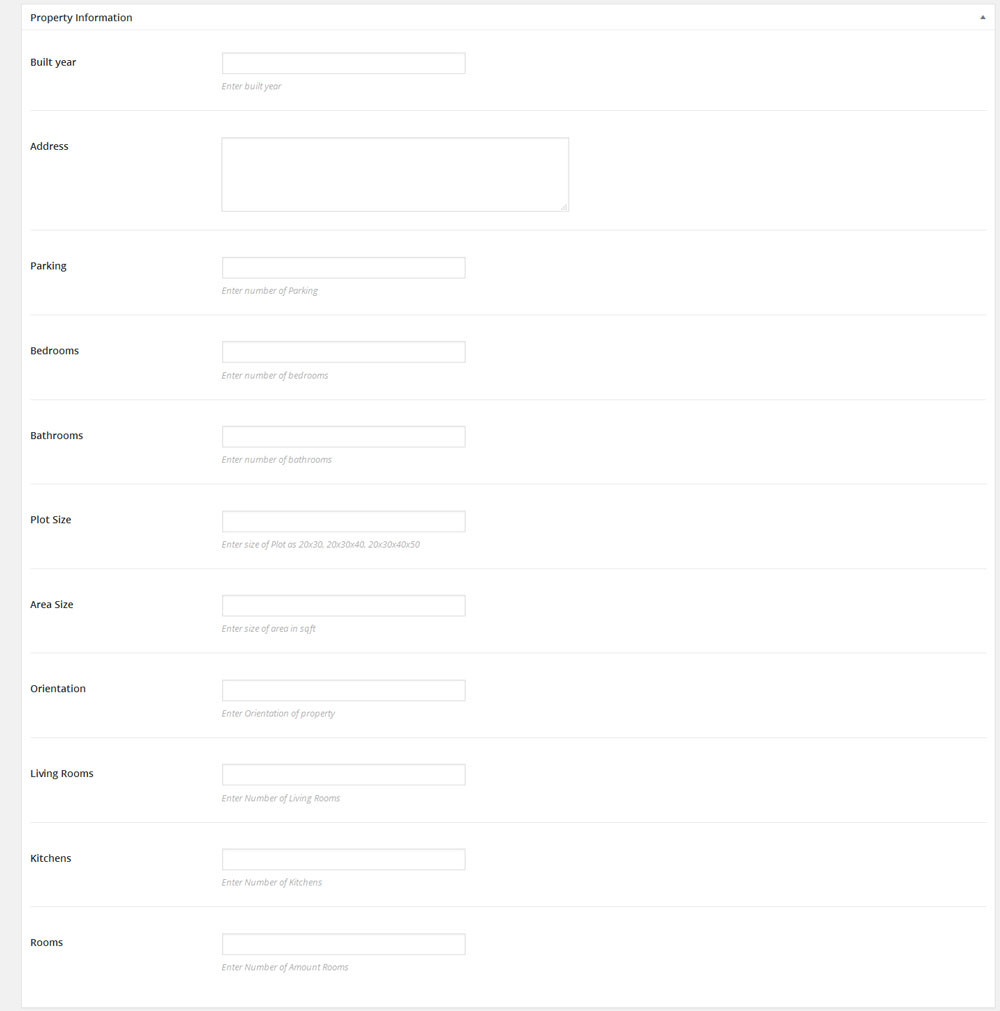 Property Information
Built year
Enter built year
Address
Parking
Enter number of Parking
Bedrooms
Enter number of bedrooms
Bathrooms
Enter number of bathrooms
Plot Size
Enter size of Plot as 20x30, 20x30x40, 20x30x40x50
Area Size
Enter size of area in sqft
Orientation
Enter Orientation of property
Living Rooms
Enter Number of Living Rooms
Kitchens
Enter Number of Kitchens
Rooms
Enter Number of Amount Rooms